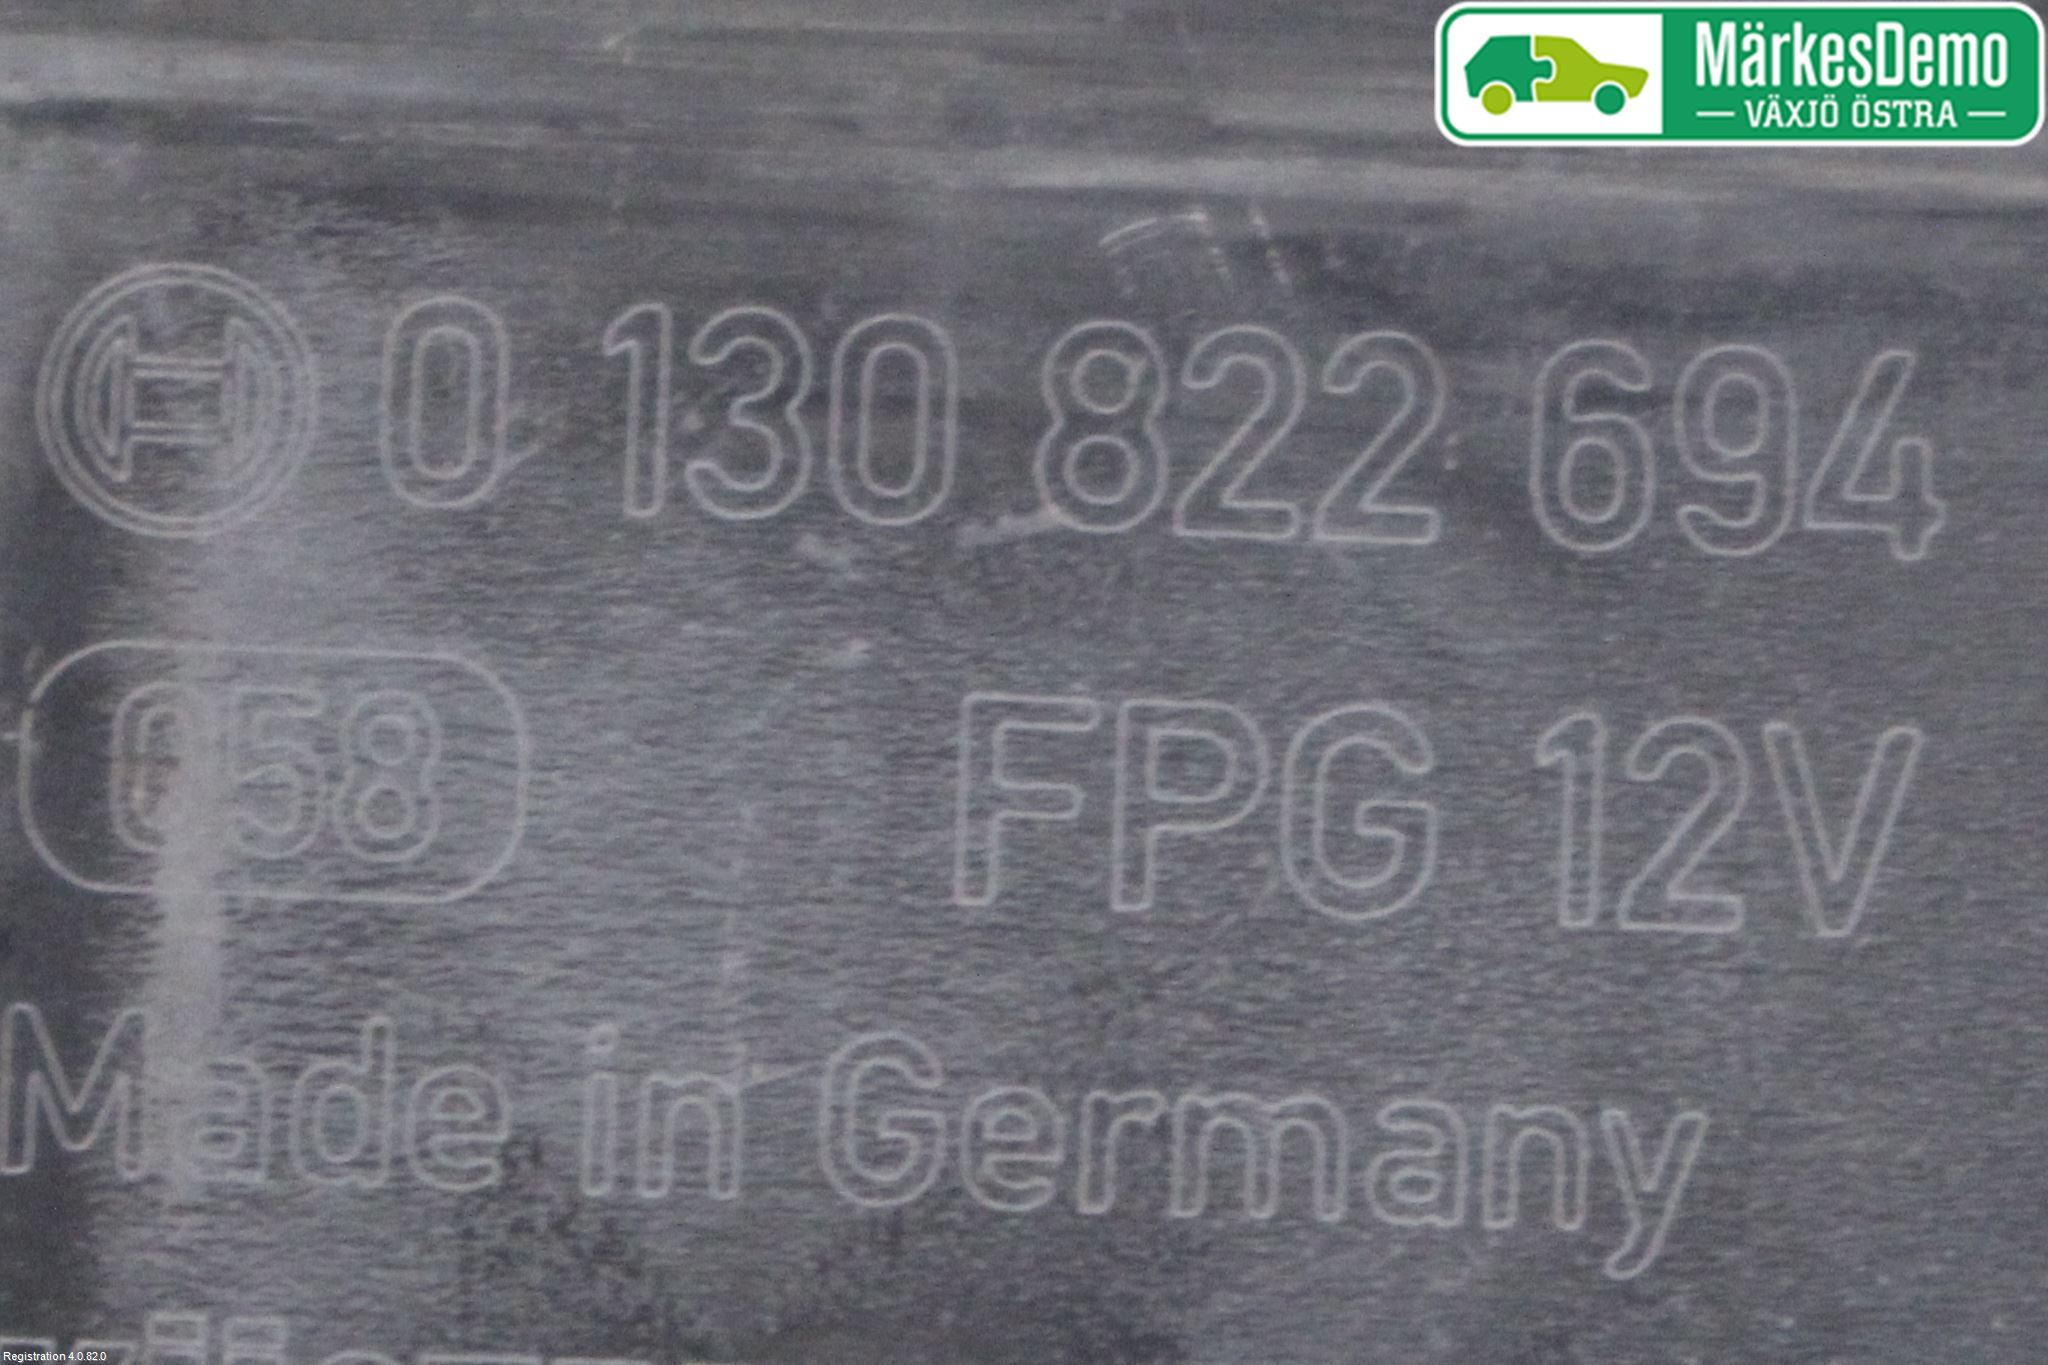 MärkesDemo
VÄXJÖ ÖSTRA
0 130 822 694
058 FPG 12V
Made in Germany
Registration 4.0.82.0